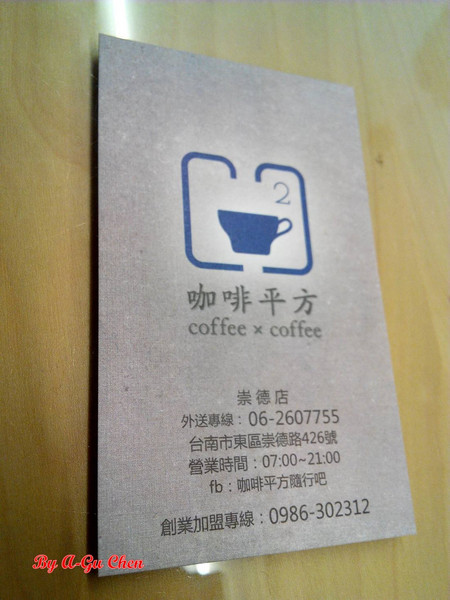 2
咖啡平方
coffee × coffee
崇德店
外送專線：06-2607755
台南市東區崇德路426號
營業時間：07:00~21:00
fb：咖啡平方隨行吧
創業加盟專線：0986-302312
By A-Gu Chen